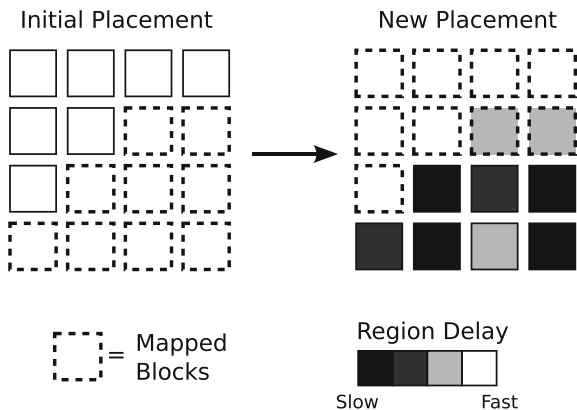 Initial Placement
New Placement
= Mapped
Blocks
Region Delay
Slow
Fast